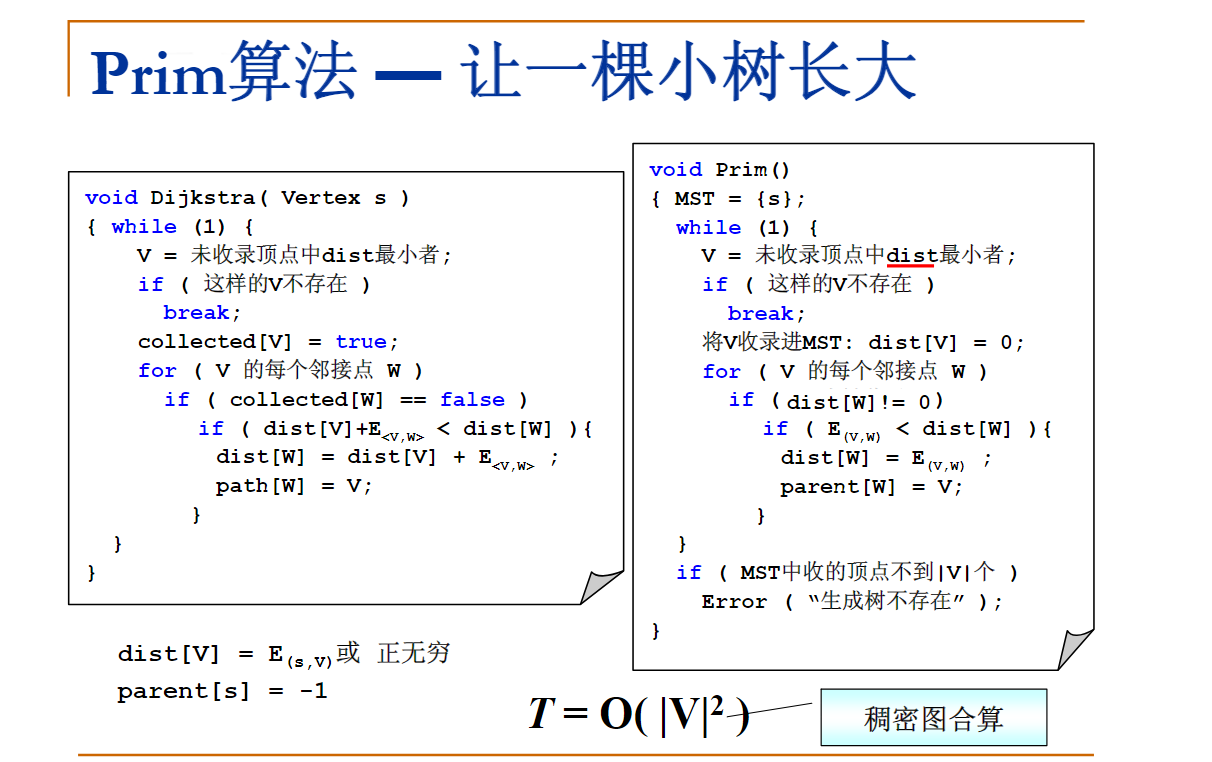 Prim算法 — 让一棵小树长大
void Dijkstra( Vertex s )
{ while (1) {
V = 未收录顶点中dist最小者;
if ( 这样的V不存在 )
break;
collected[V] = true;
for ( V 的每个邻接点 W )
if ( collected[W] == false )
if ( dist[V]+E<V,W> < dist[W] ){
dist[W] = dist[V] + E<V,W> ;
path[W] = V;
}
}
}
dist[V] = E(s,V)或 正无穷
parent[s] = -1
void Prim()
{ MST = {s};
while (1) {
V = 未收录顶点中dist最小者;
if ( 这样的V不存在 )
break;
将V收录进MST: dist[V] = 0;
for ( V 的每个邻接点 W )
if ( dist[W]!= 0)
if ( E(V,W) < dist[W] ){
dist[W] = E(V,W) ;
parent[W] = V;
}
}
if ( MST中收的顶点不到|V|个 )
Error ( “生成树不存在” );
}
T = O( |V|² )
稠密图合算